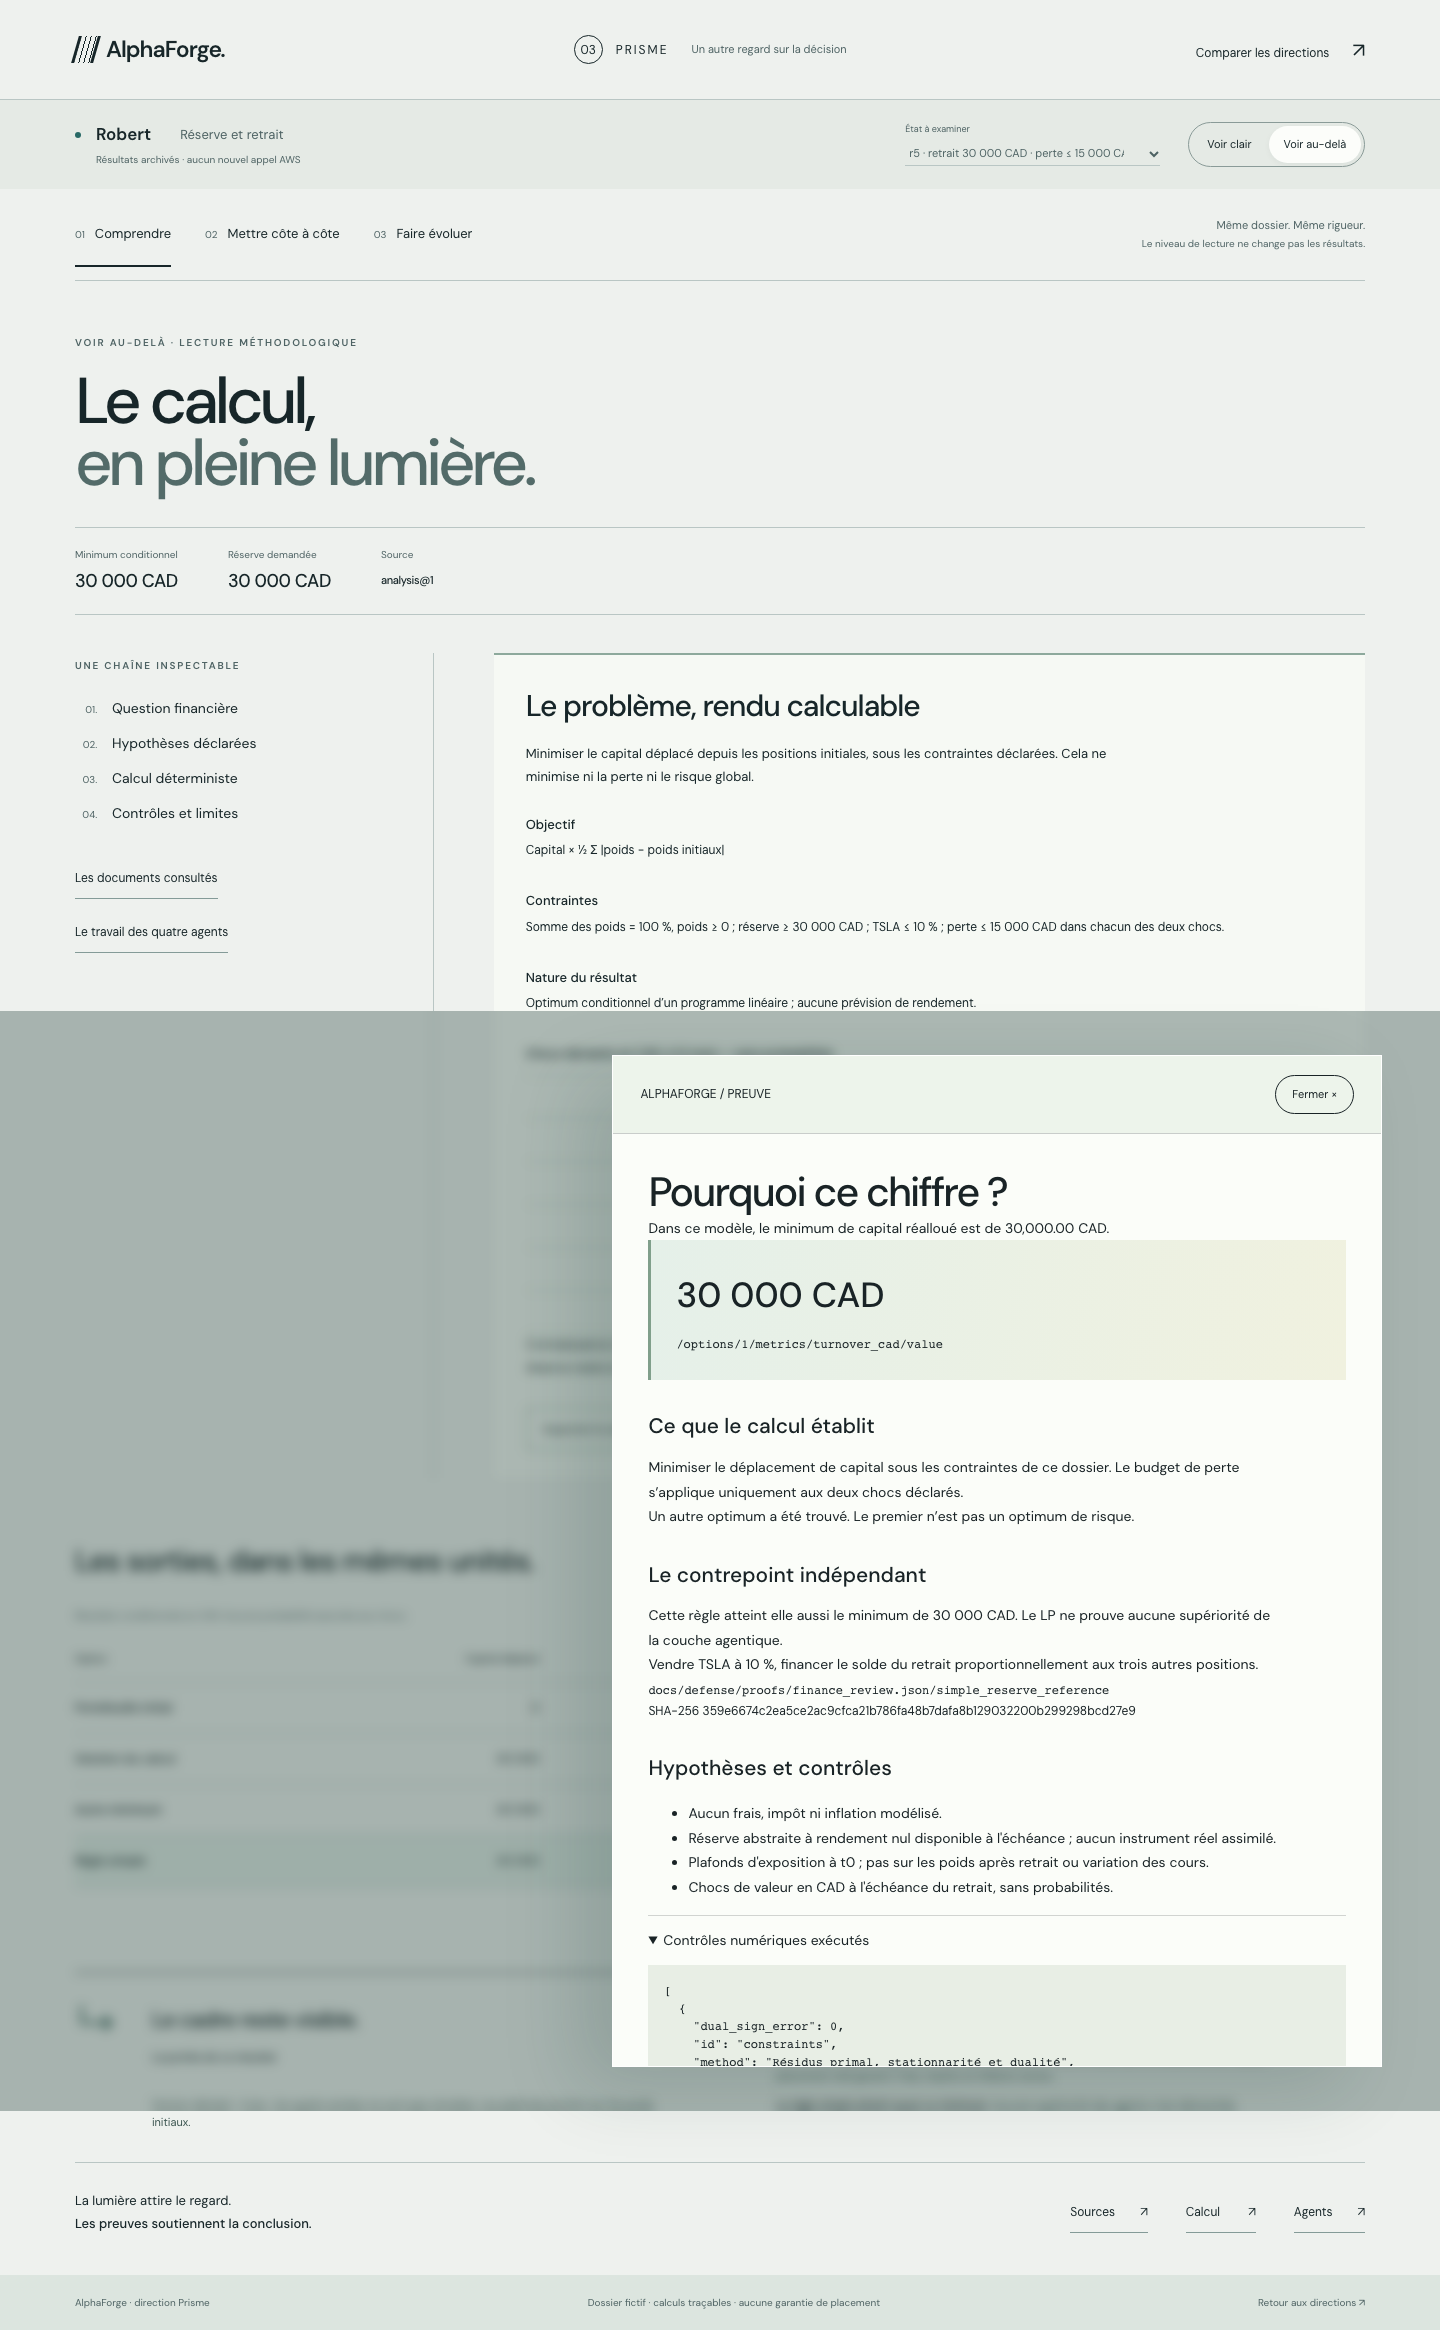 AlphaForge.
03 PRISME Un autre regard sur la décision
Comparer les directions
Robert Réserve et retrait
Résultats archivés · aucun nouvel appel AWS
État à examiner
r5 · retrait 30 000 CAD · perte ≤ 15 000 CA
Voir clair Voir au-delà
01 Comprendre 02 Mettre côte à côte 03 Faire évoluer
Même dossier. Même rigueur.
Le niveau de lecture ne change pas les résultats.
VOIR AU-DELÀ · LECTURE MÉTHODOLOGIQUE
Le calcul,
en pleine lumière.
Minimum conditionnel Réserve demandée Source
30 000 CAD 30 000 CAD analysis@1
UNE CHAÎNE INSPECTABLE
01. Question financière
02. Hypothèses déclarées
03. Calcul déterministe
04. Contrôles et limites
Les documents consultés
Le travail des quatre agents
Le problème, rendu calculable
Minimiser le capital déplacé depuis les positions initiales, sous les contraintes déclarées. Cela ne
minimise ni la perte ni le risque global.
Objectif
Capital × ½ Σ |poids - poids initiaux|
Contraintes
Somme des poids = 100 %, poids ≥ 0 ; réserve ≥ 30 000 CAD ; TSLA ≤ 10 % ; perte ≤ 15 000 CAD dans chacun des deux chocs.
Nature du résultat
Optimum conditionnel d’un programme linéaire ; aucune prévision de rendement.
ALPHAFORGE / PREUVE
Fermer ×
Pourquoi ce chiffre ?
Dans ce modèle, le minimum de capital réalloué est de 30,000.00 CAD.
30 000 CAD
/options/1/metrics/turnover_cad/value
Ce que le calcul établit
Minimiser le déplacement de capital sous les contraintes de ce dossier. Le budget de perte
s’applique uniquement aux deux chocs déclarés.
Un autre optimum a été trouvé. Le premier n’est pas un optimum de risque.
Le contrepoint indépendant
Cette règle atteint elle aussi le minimum de 30 000 CAD. Le LP ne prouve aucune supériorité de
la couche agentique.
Vendre TSLA à 10 %, financer le solde du retrait proportionnellement aux trois autres positions.
docs/defense/proofs/finance_review.json/simple_reserve_reference
SHA-256 359e6674c2ea5ce2ac9cfca21b786fa48b7dafa8b129032200b299298bcd27e9
Hypothèses et contrôles
Aucun frais, impôt ni inflation modélisé.
Réserve abstraite à rendement nul disponible à l'échéance ; aucun instrument réel assimilé.
Plafonds d'exposition à t0 ; pas sur les poids après retrait ou variation des cours.
Chocs de valeur en CAD à l'échéance du retrait, sans probabilités.
Contrôles numériques exécutés
[
{
"dual_sign_error": 0,
"id": "constraints",
"method": "Résidus primal, stationnarité et dualité",
Les sorties, dans les mêmes unités.
Le cadre reste visible.
initiaux.
La lumière attire le regard.
Les preuves soutiennent la conclusion.
Sources Calcul Agents
AlphaForge · direction Prisme
Dossier fictif · calculs traçables · aucune garantie de placement
Retour aux directions